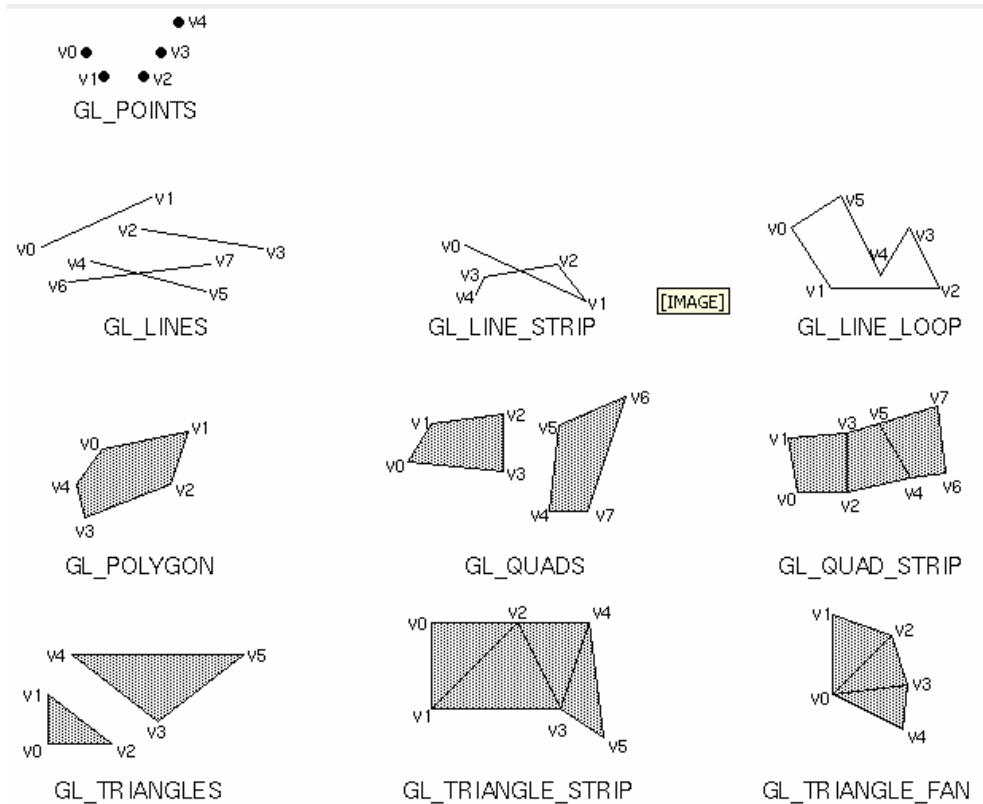 v4
v0 v3
v1 v2
GL_POINTS
v1
v2
v0 v3
v4 v7
v6 v5
GL_LINES
v0
v2
v3
v4 v1
GL_LINE_STRIP
[IMAGE]
v5
v0 v3
v4
v1 v2
GL_LINE_LOOP
v1
v0
v4 v2
v3
GL_POLYGON
v6
v2
v1 v5
v0 v3
v4 v7
GL_QUADS
v7
v5
v3
v1
v4 v6
v0 v2
GL_QUAD_STRIP
v4 v5
v1
v3
v0 v2
GL_TRIANGLES
v2 v4
v0
v1 v3
v5
GL_TRIANGLE_STRIP
v1
v2
v3
v0
v4
GL_TRIANGLE_FAN